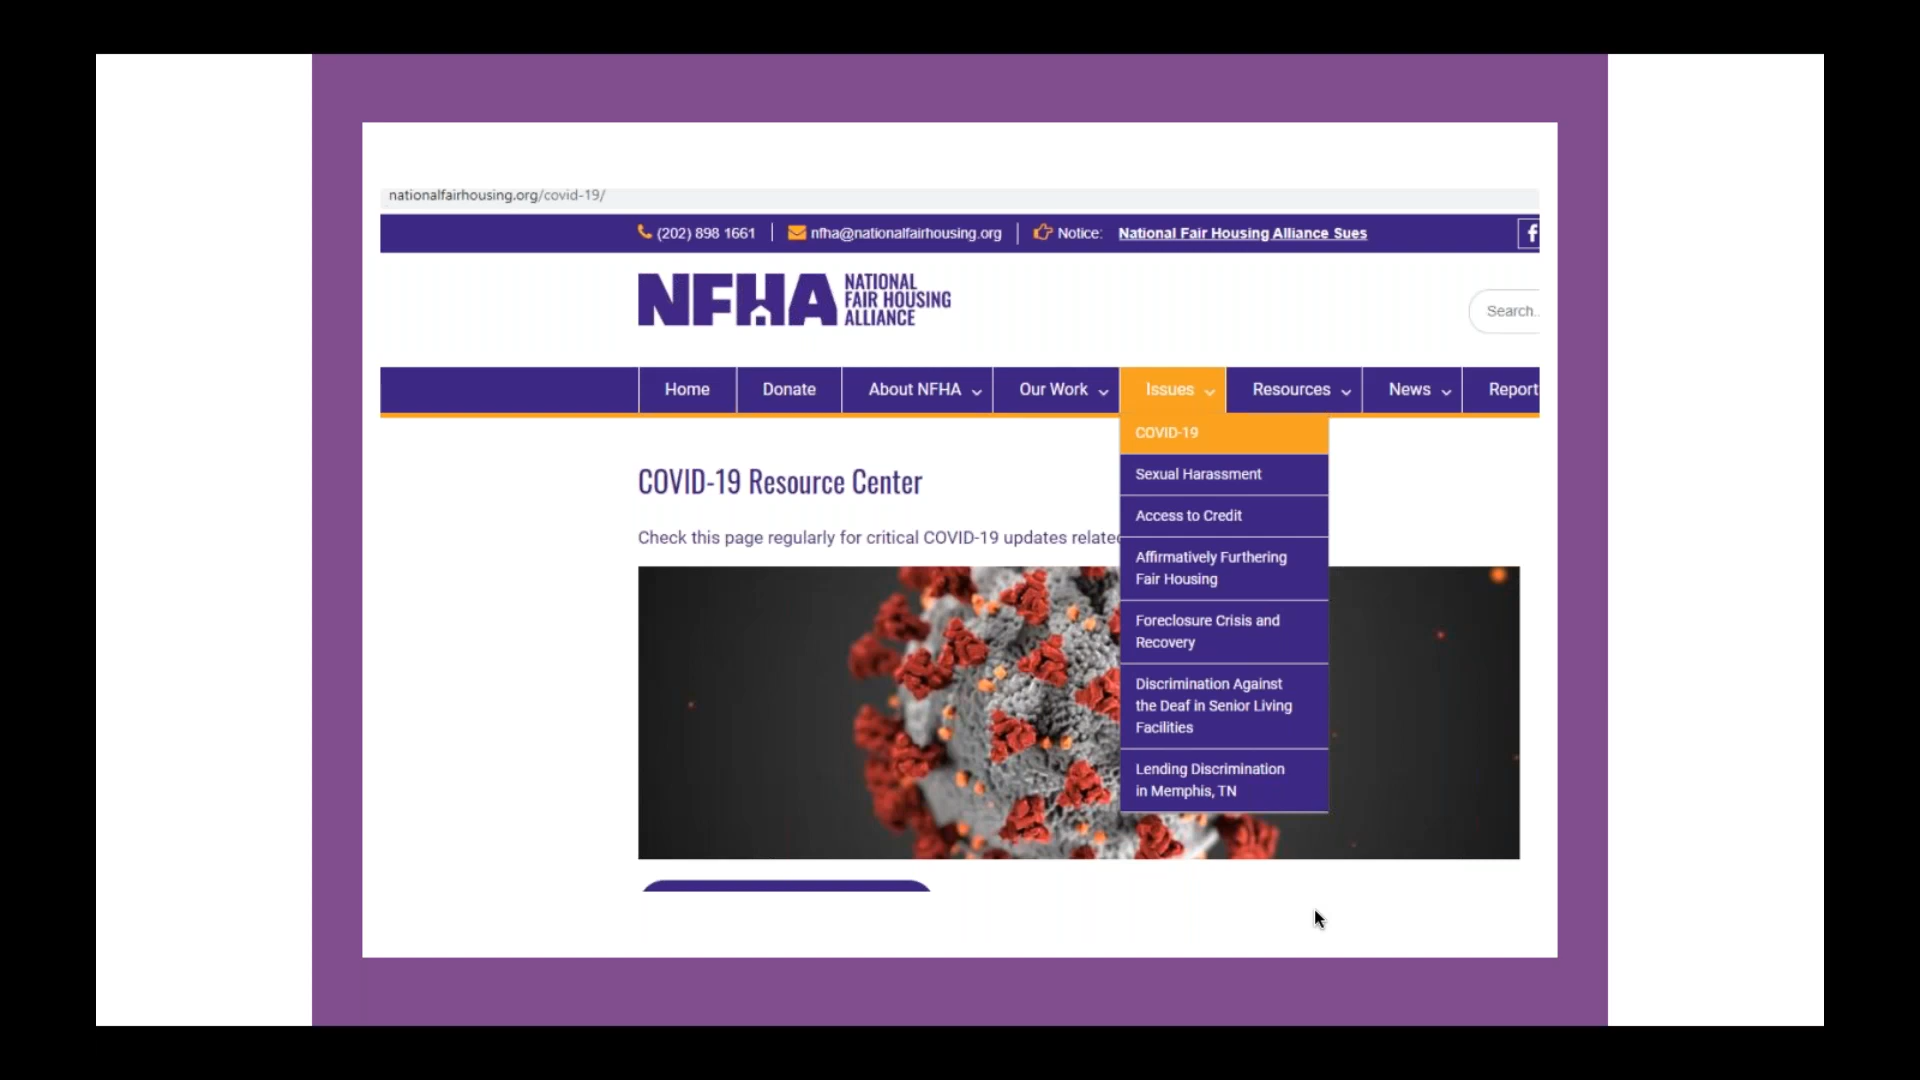 nationalfairhousing.org/covid-19/
(202) 898 1661 nfha@nationalfairhousing.org Notice: National Fair Housing Alliance Sues f
NFHA NATIONAL
FAIR HOUSING
ALLIANCE
Search..
Home Donate About NFHA Our Work Issues Resources News Report
COVID-19
Sexual Harassment
Access to Credit
Affirmatively Furthering
Fair Housing
Foreclosure Crisis and
Recovery
Discrimination Against
the Deaf in Senior Living
Facilities
Lending Discrimination
in Memphis, TN
COVID-19 Resource Center
Check this page regularly for critical COVID-19 updates related